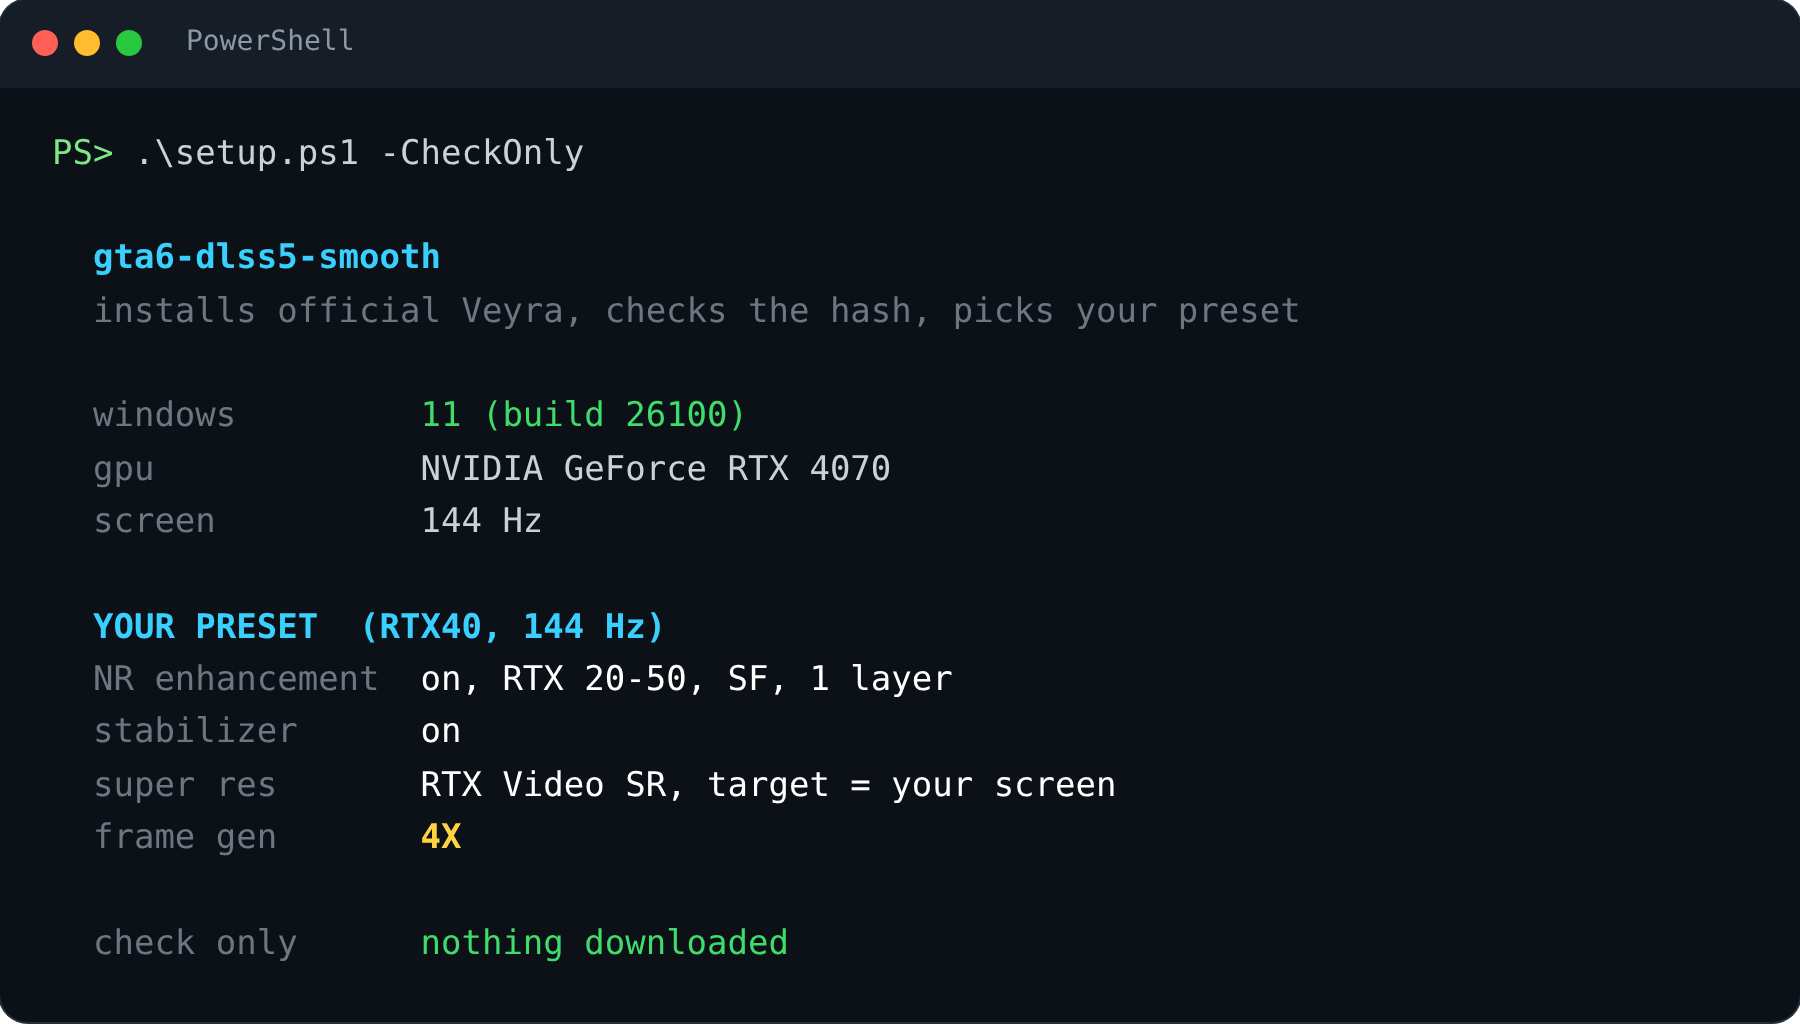 PowerShell
PS> .\setup.ps1 -CheckOnly
gta6-dlss5-smooth
installs official Veyra, checks the hash, picks your preset
windows 11 (build 26100)
gpu NVIDIA GeForce RTX 4070
screen 144 Hz
YOUR PRESET (RTX40, 144 Hz)
NR enhancement on, RTX 20-50, SF, 1 layer
stabilizer on
super res RTX Video SR, target = your screen
frame gen 4X
check only nothing downloaded